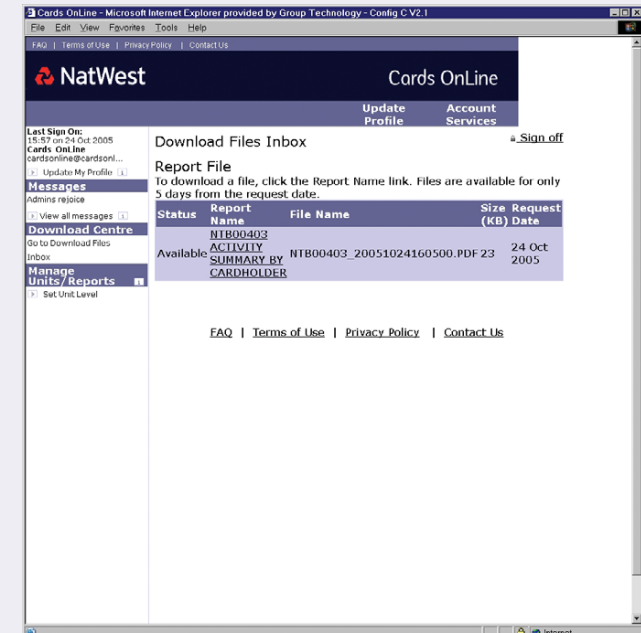 Cards OnLine - Microsoft Internet Explorer provided by Group Technology - Config C V2.1
File Edit View Favorites Tools Help
FAQ | Terms of Use | Privacy Policy | Contact Us
NatWest
Cards OnLine
Update Profile
Account Services
Last Sign On:
15:57 on 24 Oct 2005
Cards OnLine
cardsonline@cardsonl...
Update My Profile
Messages
Admins rejoice
View all messages
Download Centre
Go to Download Files
Inbox
Manage
Units/Reports
Set Unit Level
Download Files Inbox
Sign off
Report File
To download a file, click the Report Name link. Files are available for only
5 days from the request date.
Status Report Name File Name Size (KB) Request Date
Available NTB00403 ACTIVITY SUMMARY BY CARDHOLDER NTB00403_20051024160500.PDF 23 24 Oct 2005
FAQ | Terms of Use | Privacy Policy | Contact Us
Internet